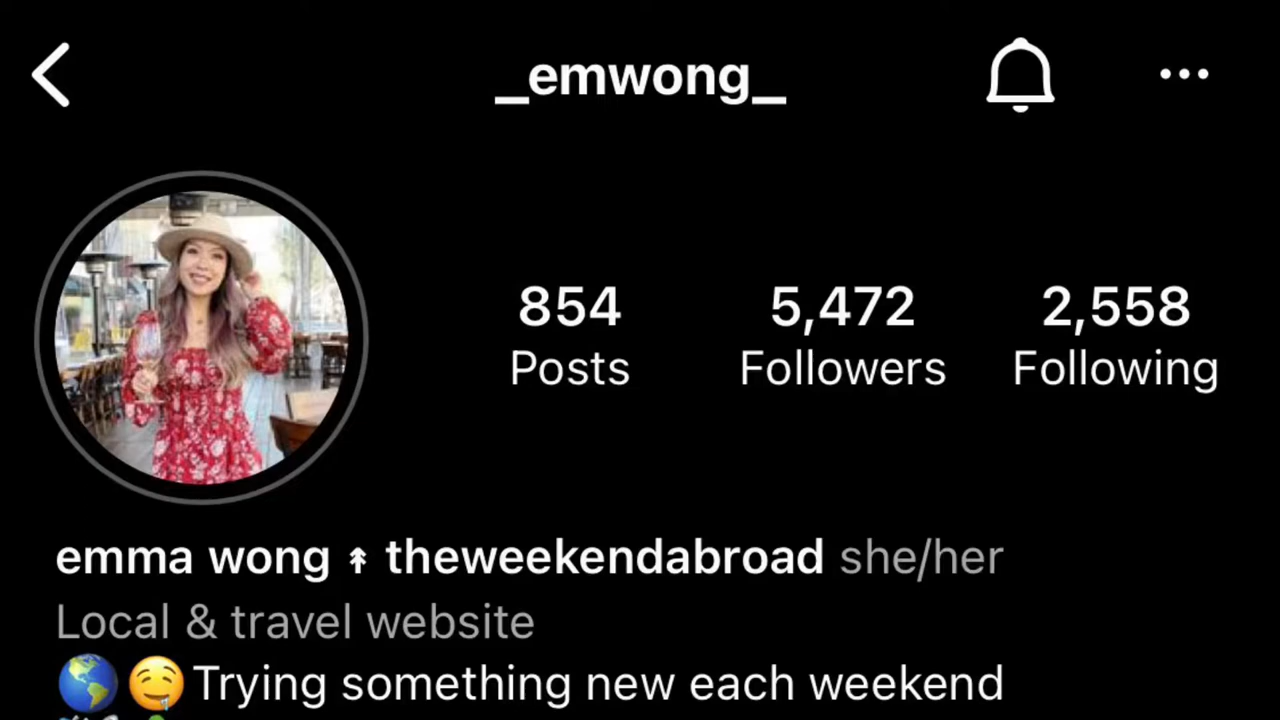 _emwong_
854 5,472 2,558
Posts Followers Following
emma wong ↟ theweekendabroad she/her
Local & travel website
🌎🤤Trying something new each weekend